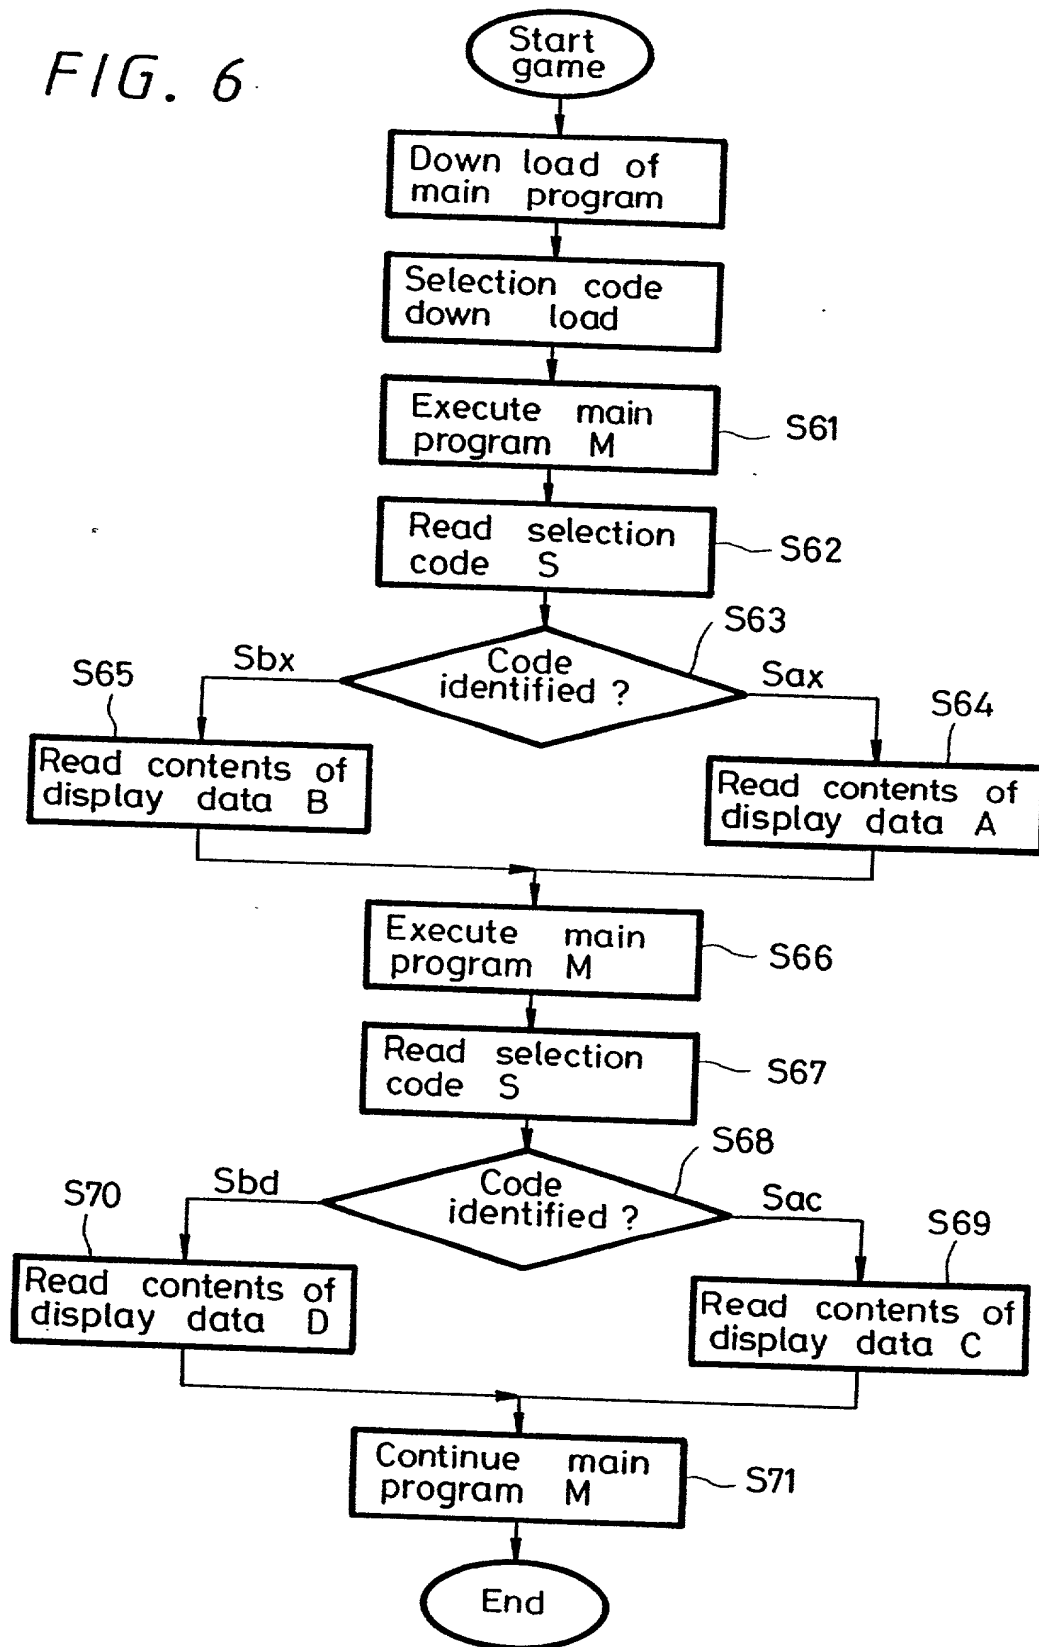 FIG. 6
Start
game
Down load of
main program
Selection code
down load
Execute main
program M
S61
Read selection
code S
S62
Code
identified ?
S63
Sbx
Sax
S65
Read contents of
display data B
S64
Read contents of
display data A
Execute main
program M
S66
Read selection
code S
S67
Code
identified ?
S68
Sbd
Sac
S70
Read contents of
display data D
S69
Read contents of
display data C
Continue main
program M
S71
End